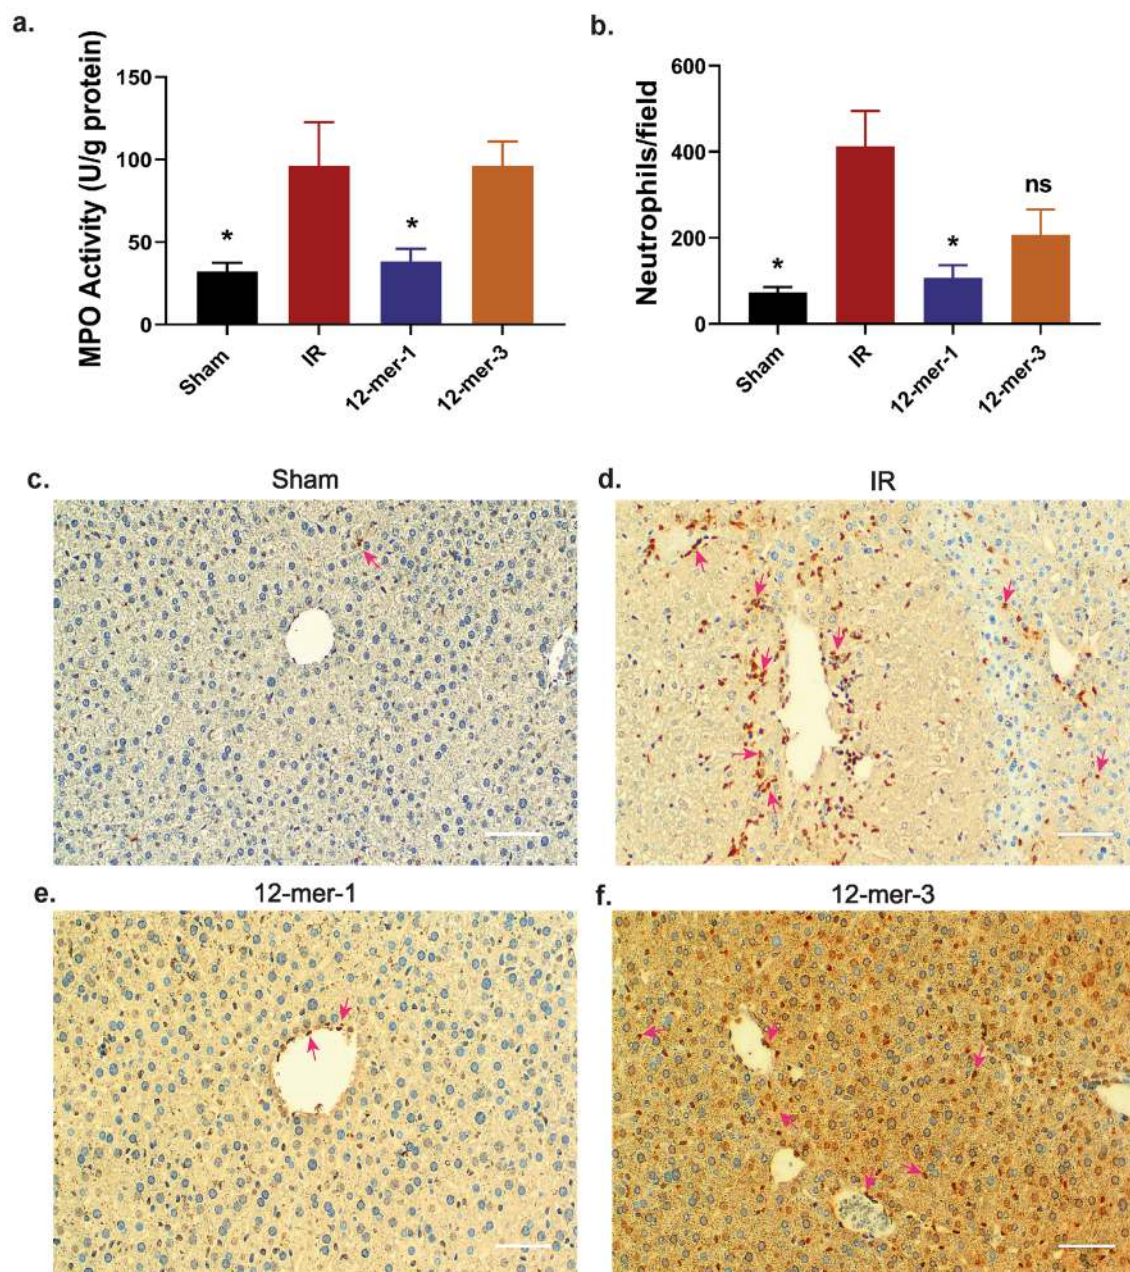 a.
MPO Activity (U/g protein)
150
100
50
0
*
*
Sham
IR
12-mer-1
12-mer-3
b.
Neutrophils/field
600
400
200
0
*
*
ns
Sham
IR
12-mer-1
12-mer-3
c.
Sham
d.
IR
e.
12-mer-1
f.
12-mer-3